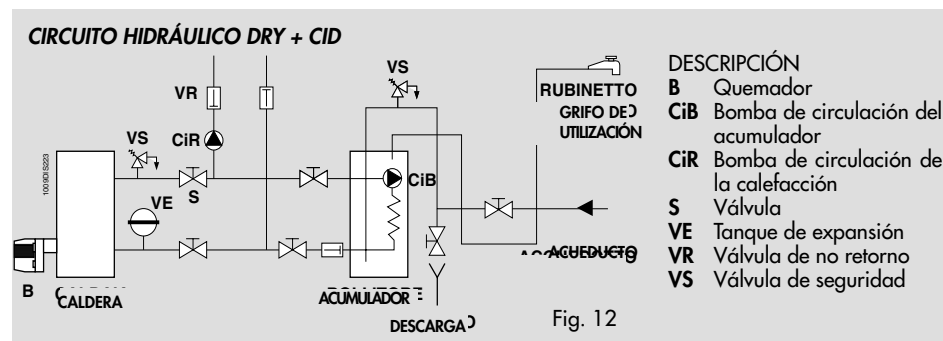 CIRCUITO HIDRÁULICO DRY + CID
VS
VR
RUBINETTO
GRIFO DE
UTILIZACIÓN
VS
CiR
CiB
1009DIS223
VE
S
ACHEDUCTO
B
CALDERA
ACUMULADOR
DESCARGA
Fig. 12
DESCRIPCIÓN
B Quemador
CiB Bomba de circulación del
acumulador
CiR Bomba de circulación de
la calefacción
S Válvula
VE Tanque de expansión
VR Válvula de no retorno
VS Válvula de seguridad